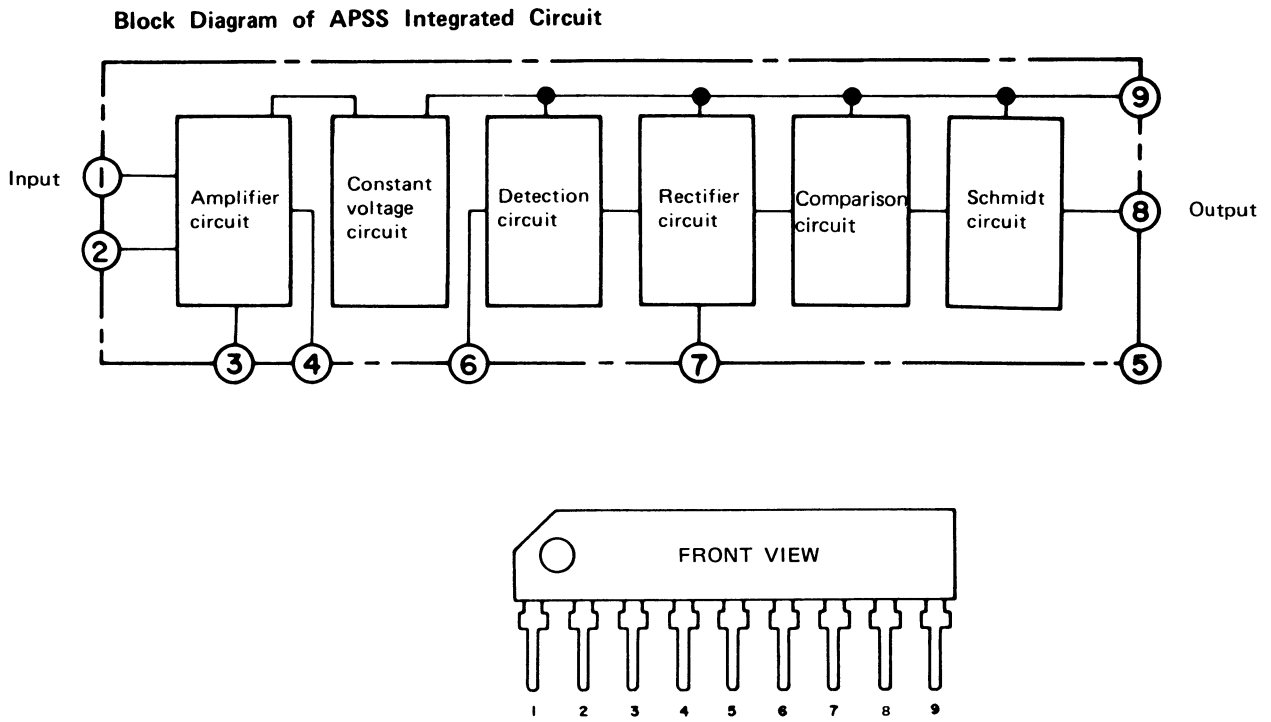 Block Diagram of APSS Integrated Circuit
9
Input
1
Amplifier
circuit
Constant
voltage
circuit
Detection
circuit
Rectifier
circuit
Comparison
circuit
Schmidt
circuit
8
Output
2
3
4
6
7
5
FRONT VIEW
1 2 3 4 5 6 7 8 9